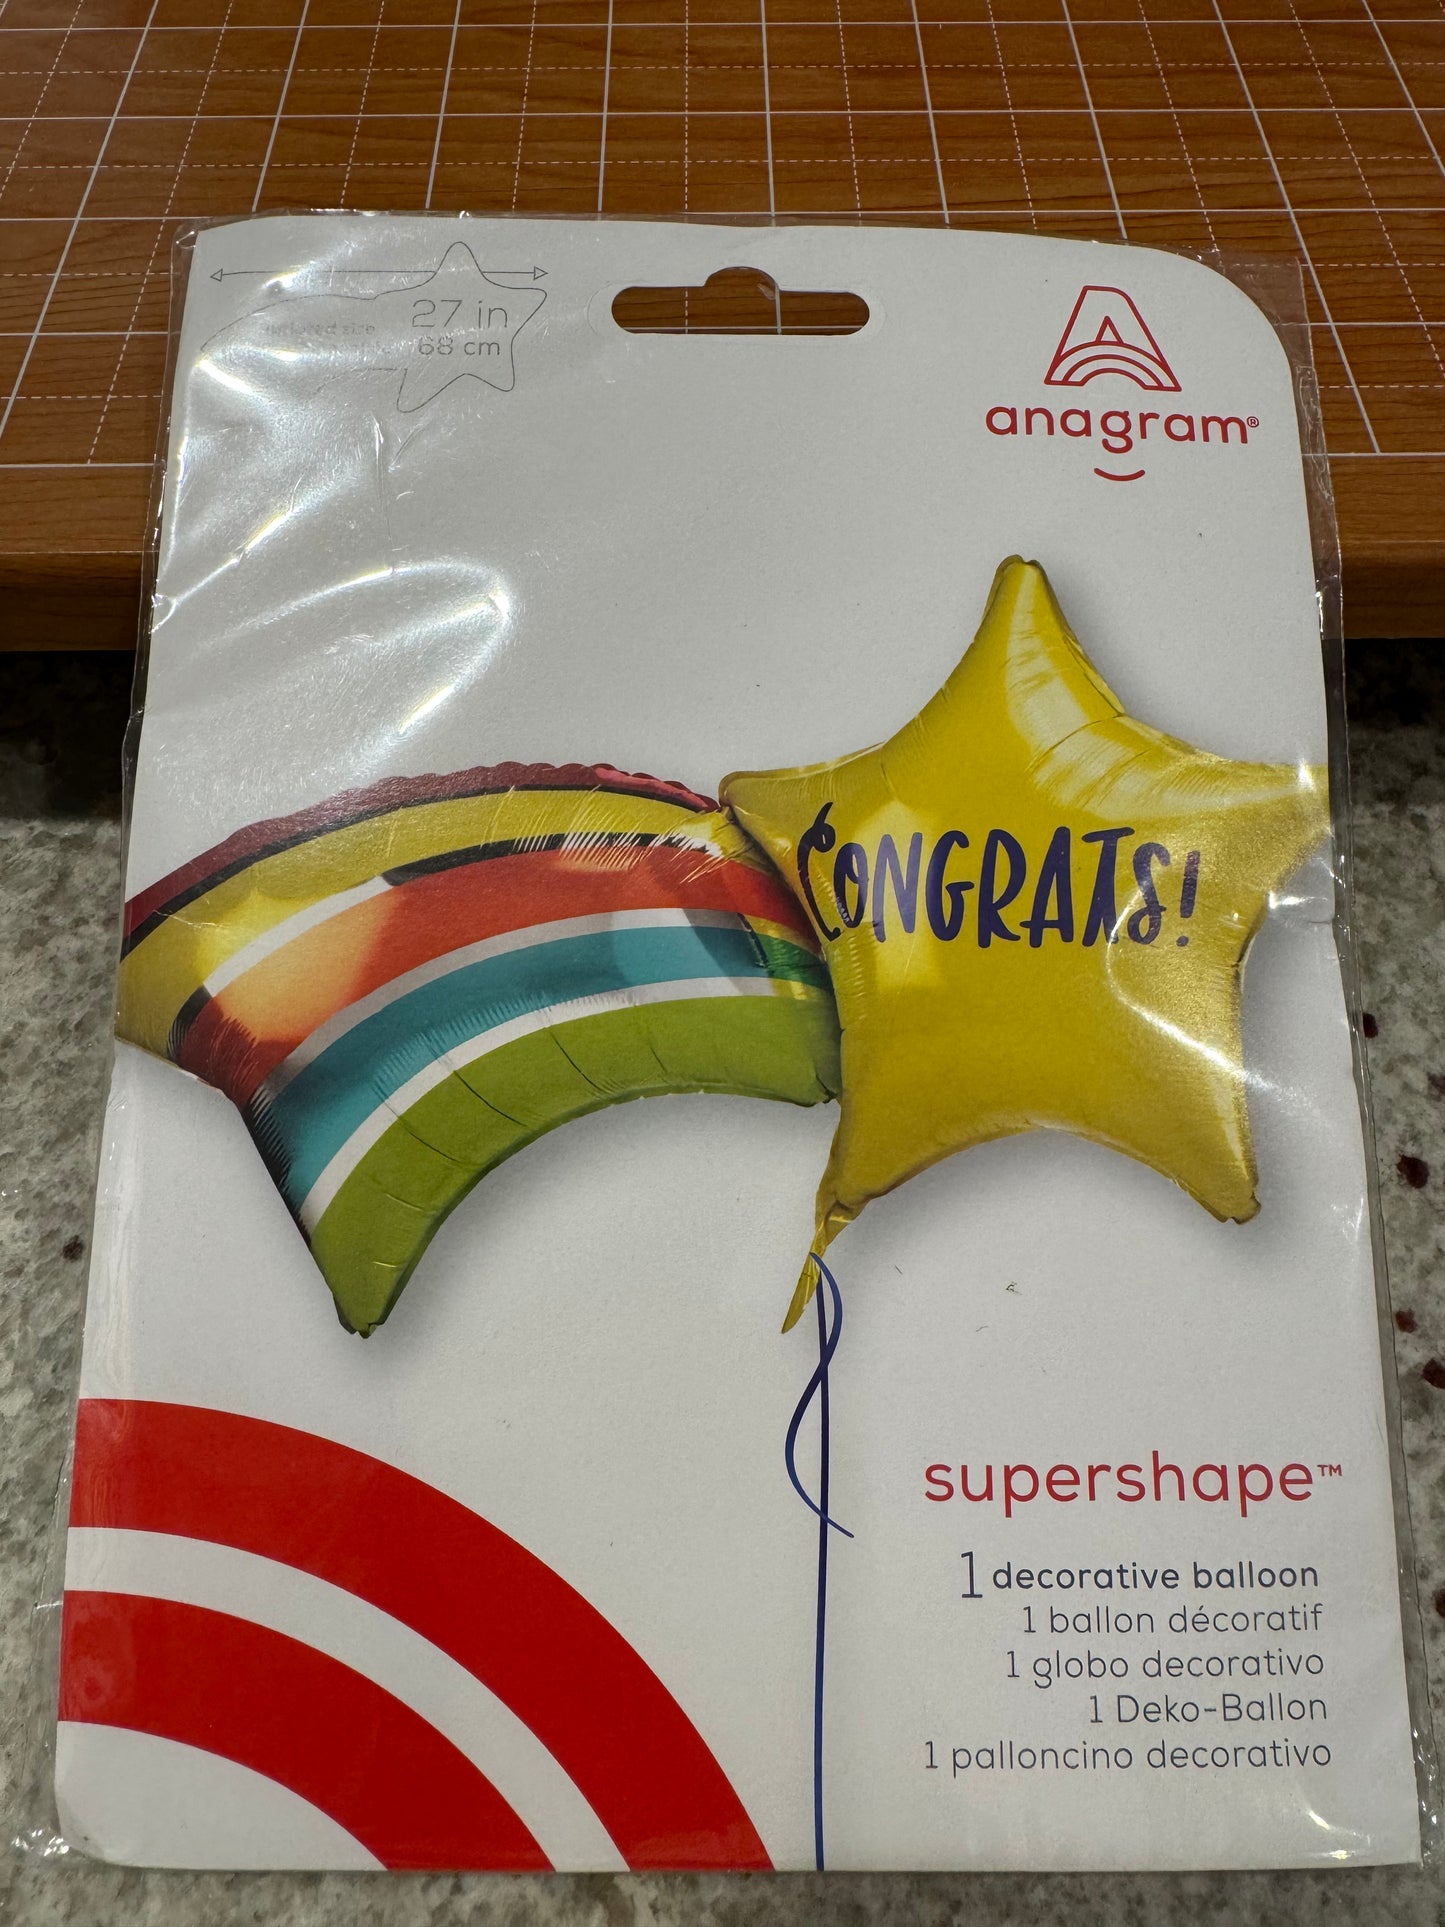 27 in
68 cm
anagram®
CONGRATS!
supershape™
1 decorative balloon
1 ballon décoratif
1 globo decorativo
1 Deko-Ballon
1 palloncino decorativo